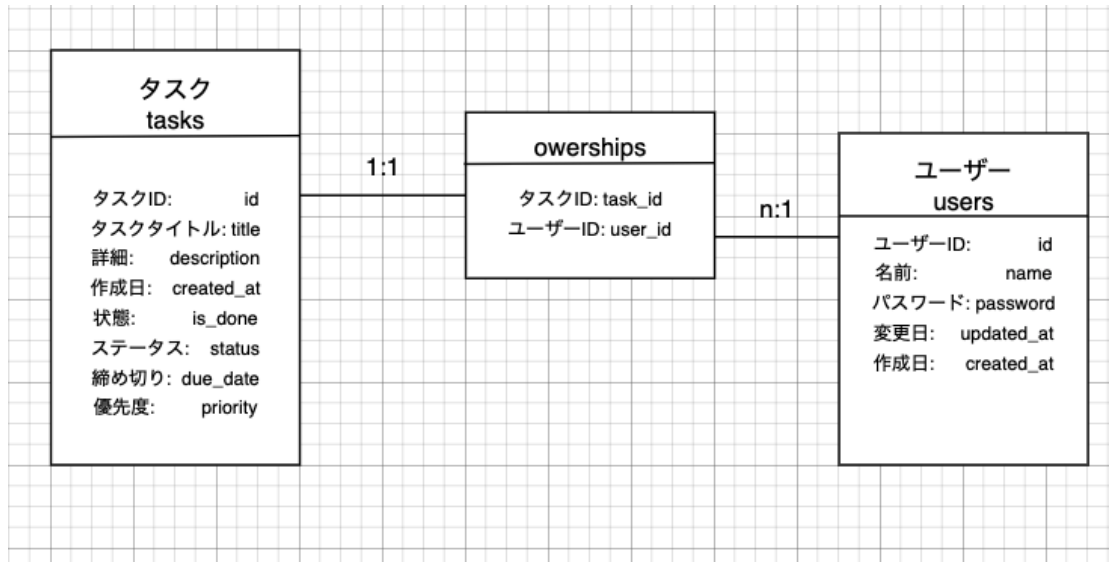 タスク
tasks
タスクID: id
タスクタイトル: title
詳細: description
作成日: created_at
状態: is_done
ステータス: status
締め切り: due_date
優先度: priority
1:1
owerships
タスクID: task_id
ユーザーID: user_id
n:1
ユーザー
users
ユーザーID: id
名前: name
パスワード: password
変更日: updated_at
作成日: created_at